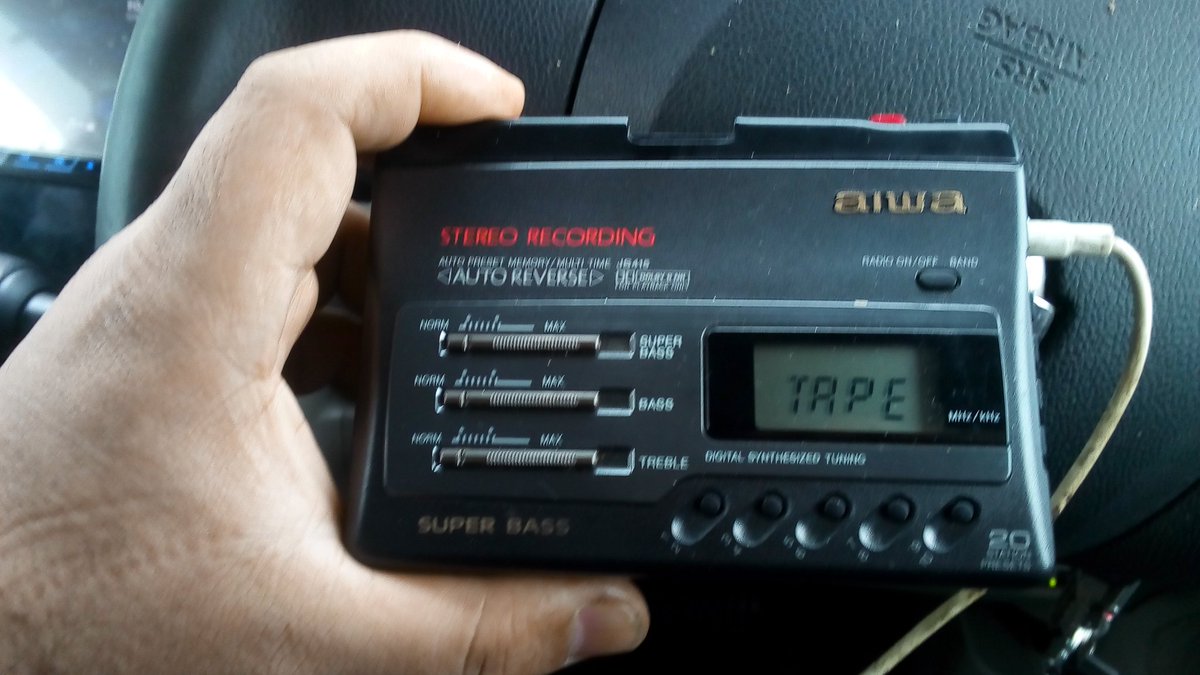 SRS
AIRBAG
aiwa
STEREO RECORDING
AUTO PRESET MEMORY/MULTI TIME
AUTO REVERSE
RADIO ON/OFF BAND
NORM MAX SUPER BASS
NORM MAX BASS
NORM MAX TREBLE
TAPE
MHz/kHz
DIGITAL SYNTHESIZED TUNING
SUPER BASS
20
PRESETS